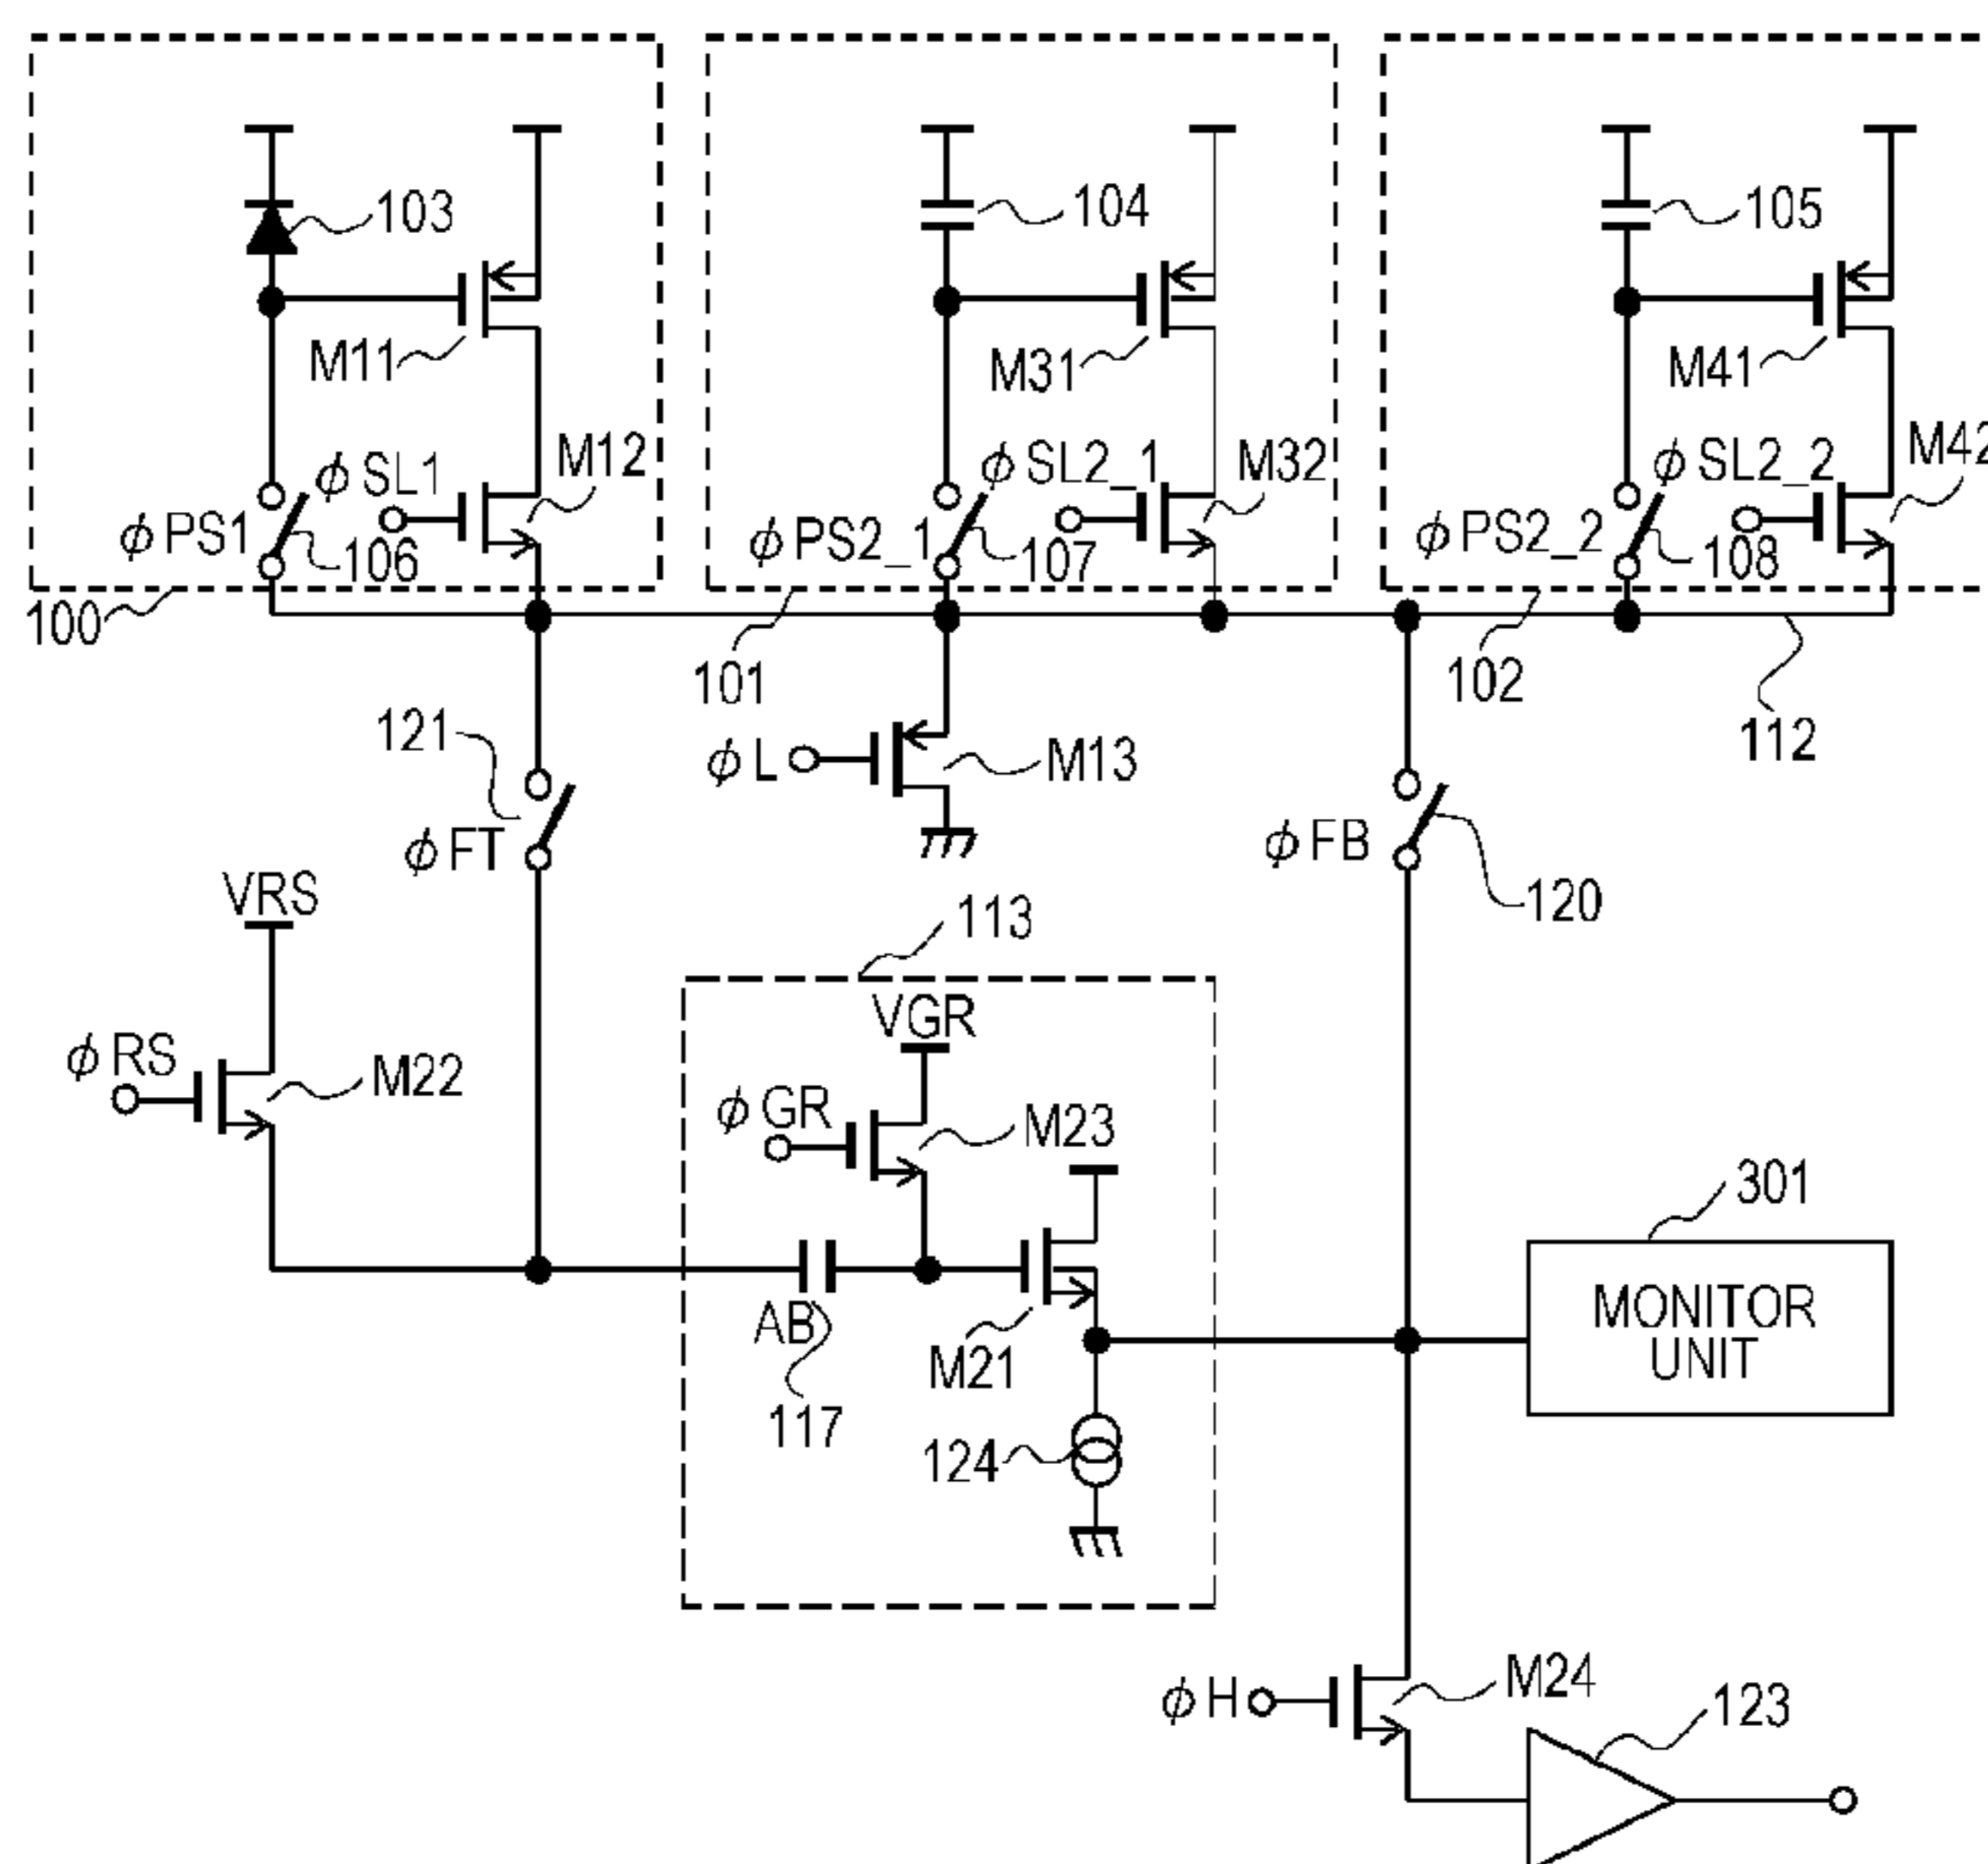 103
104
105
M11
M31
M41
M12
M32
M42
ϕSL1
ϕSL2_1
ϕSL2_2
ϕPS1
106
ϕPS2_1
107
ϕPS2_2
108
100
101
102
112
121
ϕL
M13
ϕFT
ϕFB
120
VRS
113
VGR
ϕRS
M22
ϕGR
M23
301
MONITOR
UNIT
AB
M21
117
124
ϕH
M24
123